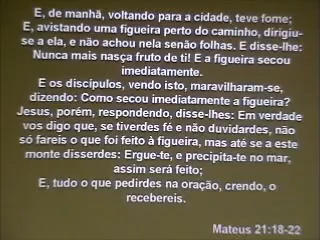 E, de manhã, voltando para a cidade, teve fome;
E, avistando uma figueira perto do caminho, dirigiu-
se a ela, e não achou nela senão folhas. E disse-lhe:
Nunca mais nasça fruto de ti! E a figueira secou
imediatamente.
E os discípulos, vendo isto, maravilharam-se,
dizendo: Como secou imediatamente a figueira?
Jesus, porém, respondendo, disse-lhes: Em verdade
vos digo que, se tiverdes fé e não duvidardes, não
só fareis o que foi feito à figueira, mas até se a este
monte disserdes: Ergue-te, e precipita-te no mar,
assim será feito;
E, tudo o que pedirdes na oração, crendo, o
recebereis.
Mateus 21:18-22